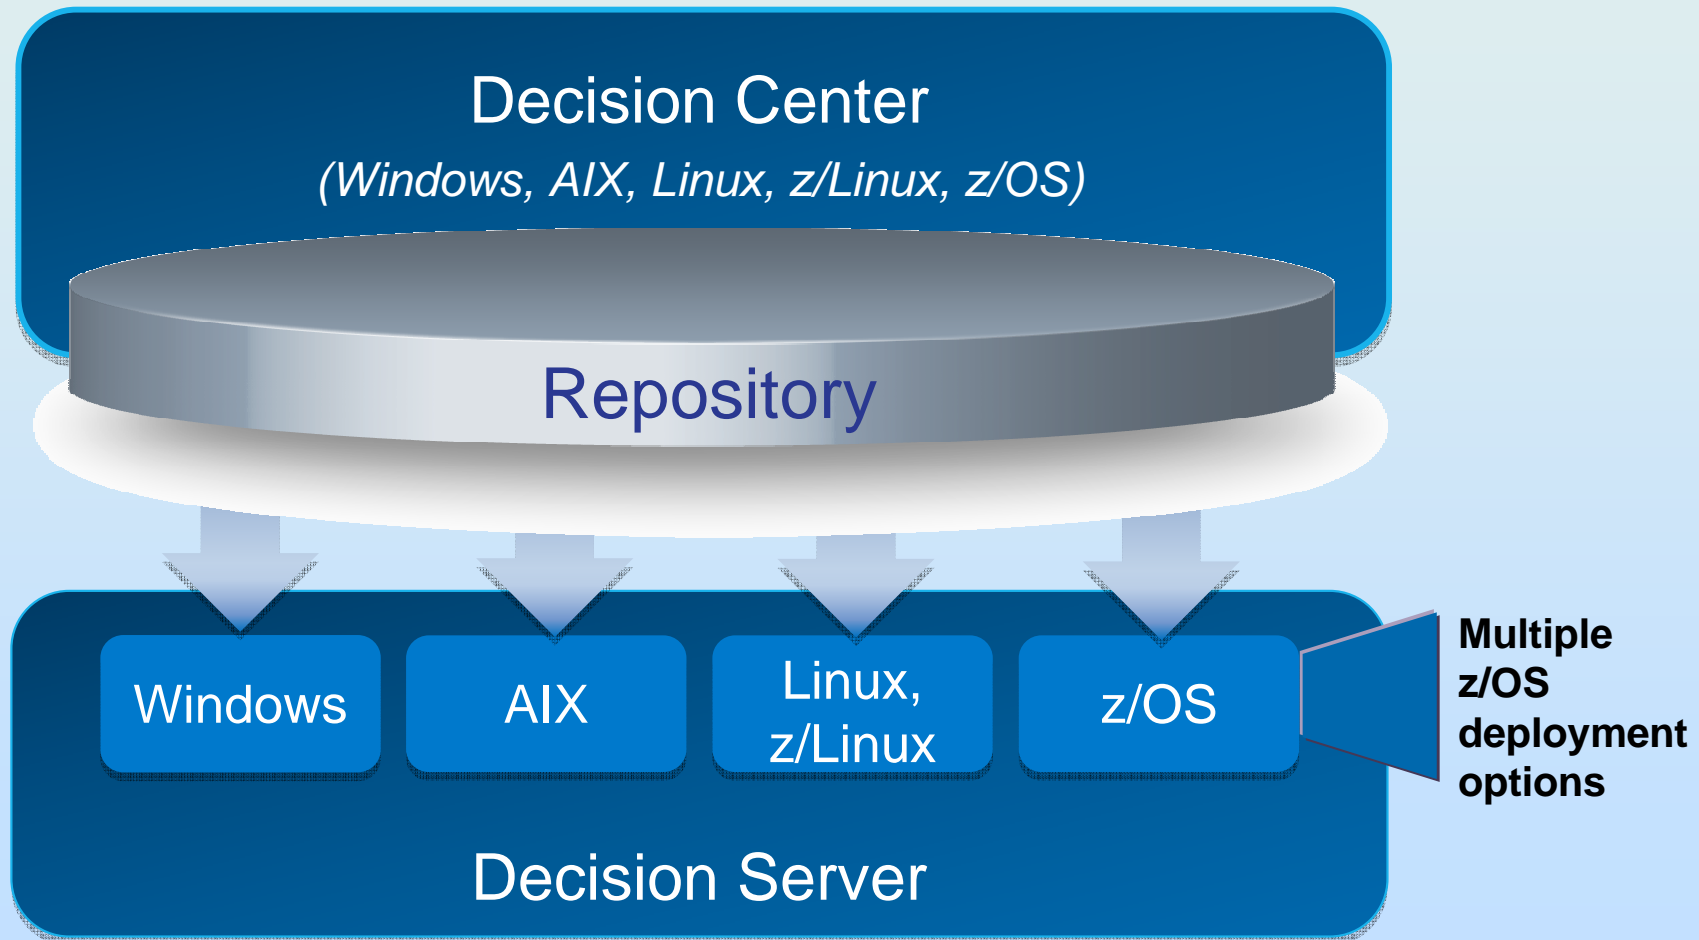 Decision Center
(Windows, AIX, Linux, z/Linux, z/OS)
Repository
Windows
AIX
Linux,
z/Linux
z/OS
Multiple
z/OS
deployment
options
Decision Server